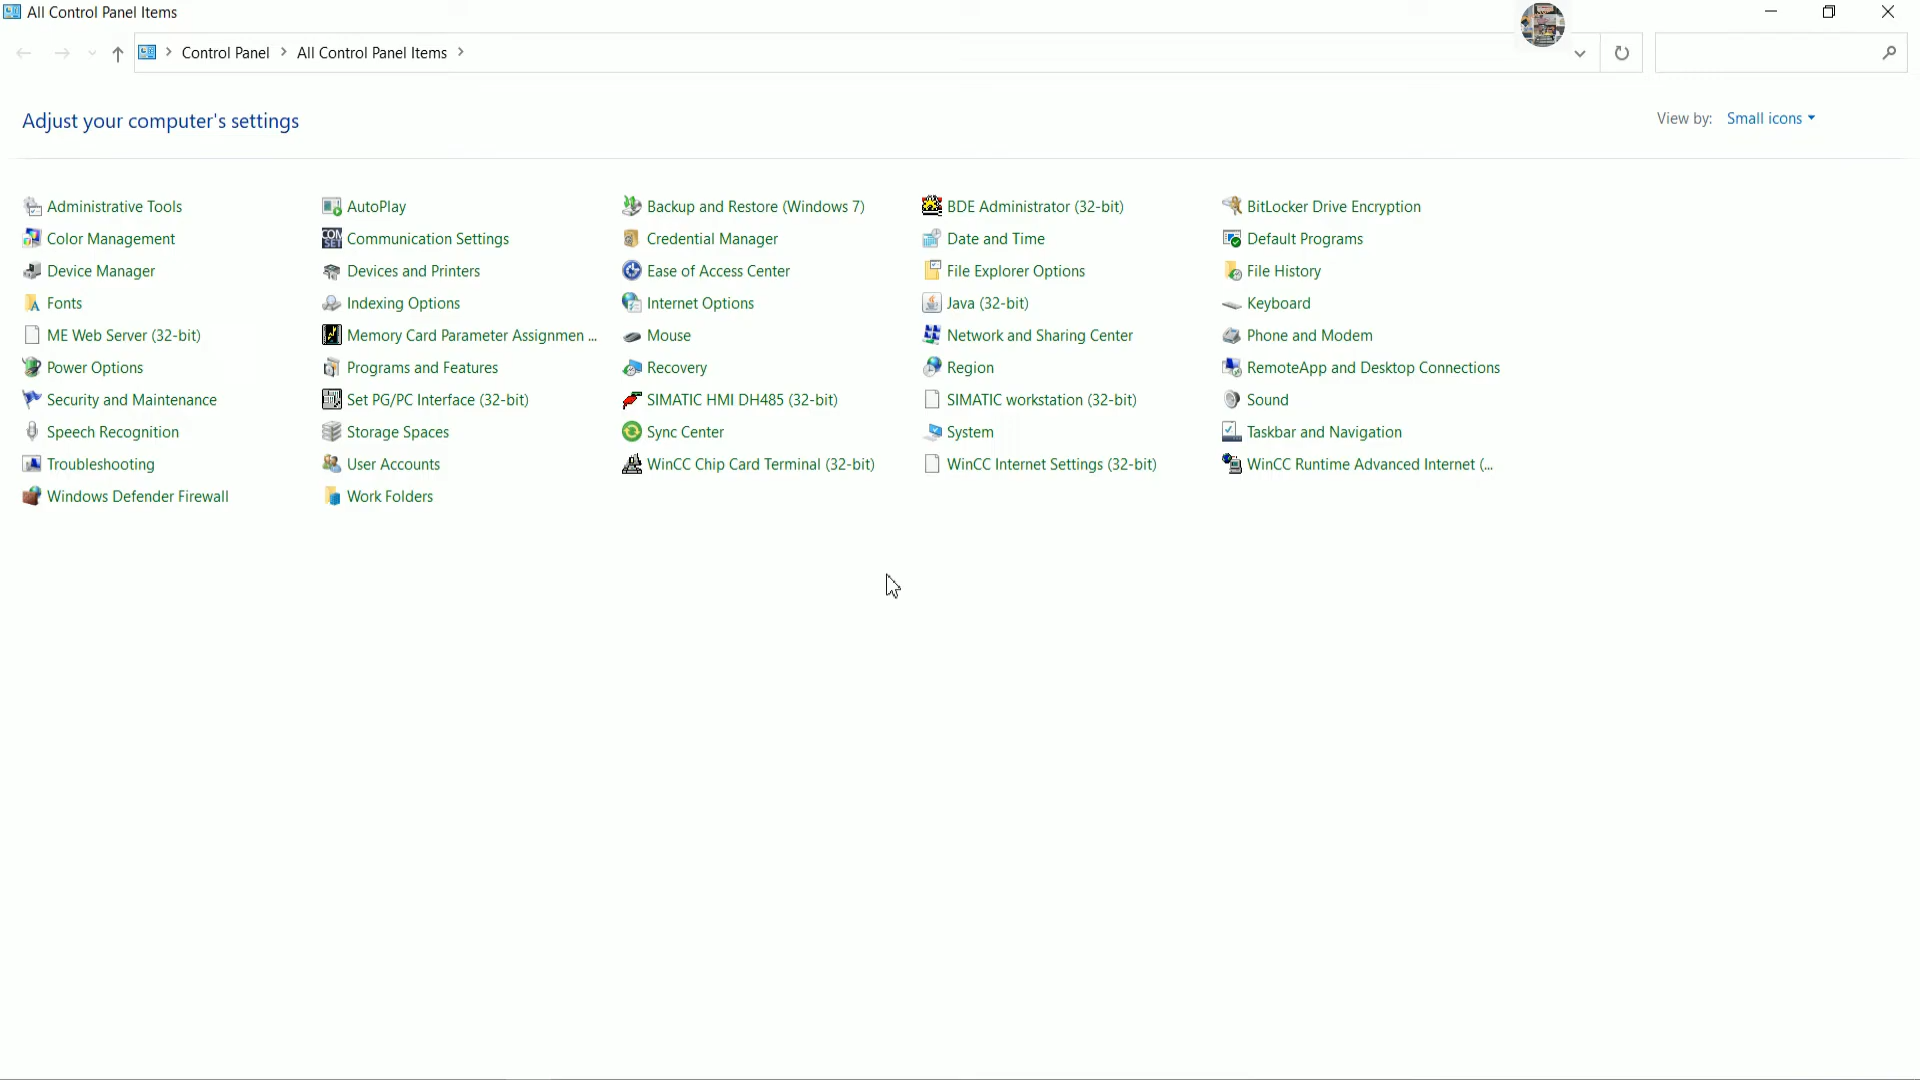 All Control Panel Items
Control Panel > All Control Panel Items >
Adjust your computer's settings
View by: Small icons
Administrative Tools
AutoPlay
Backup and Restore (Windows 7)
BDE Administrator (32-bit)
BitLocker Drive Encryption
Color Management
Communication Settings
Credential Manager
Date and Time
Default Programs
Device Manager
Devices and Printers
Ease of Access Center
File Explorer Options
File History
Fonts
Indexing Options
Internet Options
Java (32-bit)
Keyboard
ME Web Server (32-bit)
Memory Card Parameter Assignmen ...
Mouse
Network and Sharing Center
Phone and Modem
Power Options
Programs and Features
Recovery
Region
RemoteApp and Desktop Connections
Security and Maintenance
Set PG/PC Interface (32-bit)
SIMATIC HMI DH485 (32-bit)
SIMATIC workstation (32-bit)
Sound
Speech Recognition
Storage Spaces
Sync Center
System
Taskbar and Navigation
Troubleshooting
User Accounts
WinCC Chip Card Terminal (32-bit)
WinCC Internet Settings (32-bit)
WinCC Runtime Advanced Internet (...
Windows Defender Firewall
Work Folders